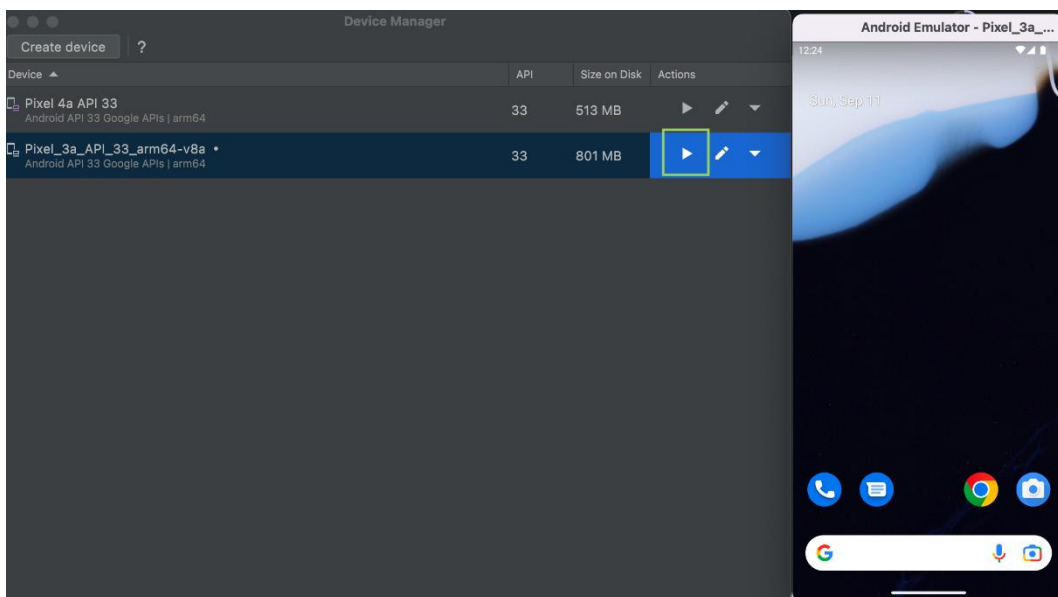 Device Manager
Create device ?
Device API Size on Disk Actions
Pixel 4a API 33
Android API 33 Google APIs | arm64
33 513 MB
Pixel_3a_API_33_arm64-v8a •
Android API 33 Google APIs | arm64
33 801 MB
Android Emulator - Pixel_3a_...
12:24
Sun, Sep 11
G